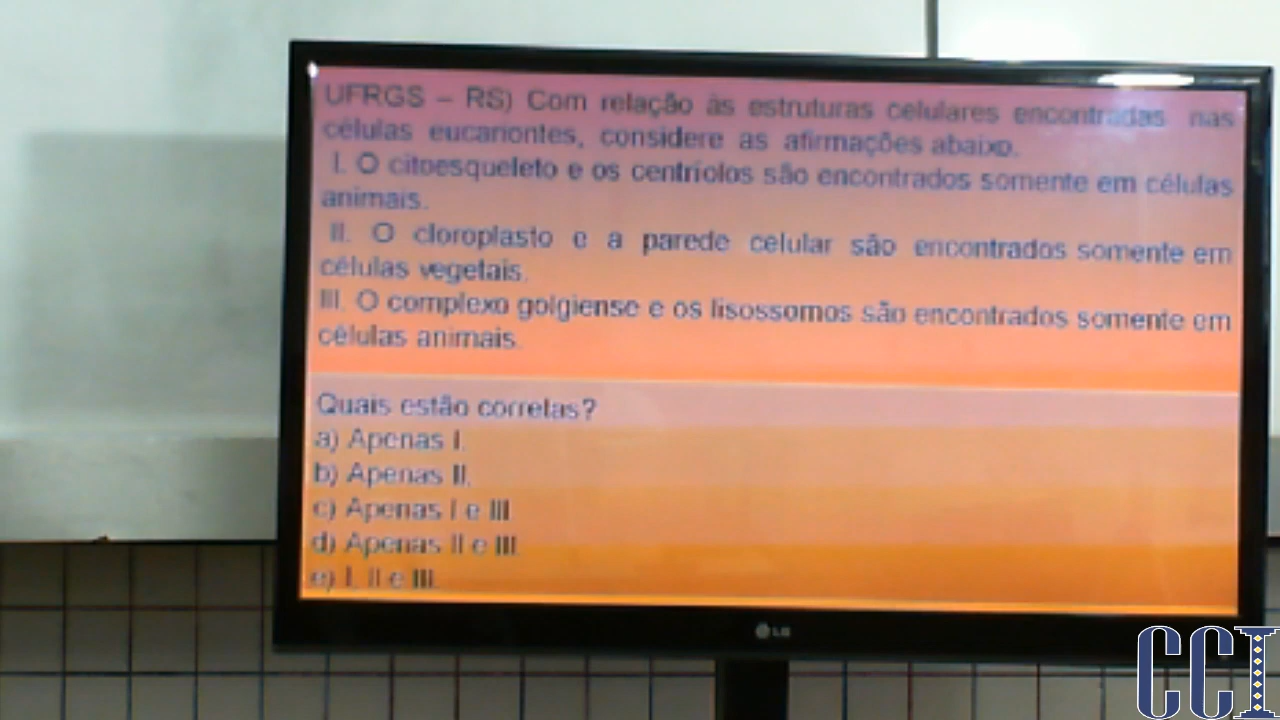 UFRGS – RS) Com relação às estruturas celulares encontradas nas
células eucariontes, considere as afirmações abaixo.
I. O citoesqueleto e os centríolos são encontrados somente em células
animais.
II. O cloroplasto e a parede celular são encontrados somente em
células vegetais.
III. O complexo golgiense e os lisossomos são encontrados somente em
células animais.
Quais estão corretas?
a) Apenas I.
b) Apenas II.
c) Apenas I e III
d) Apenas II e III.
e) I, II e III.
LG
CCI